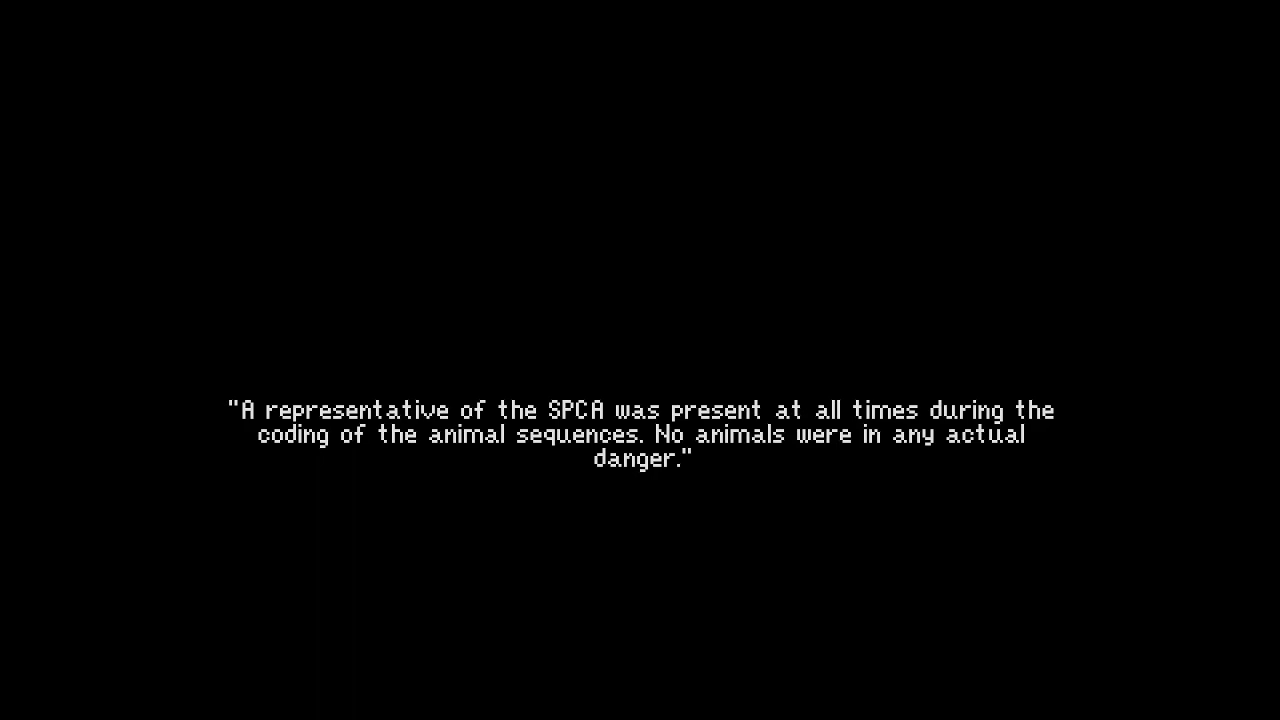 "A representative of the SPCA was present at all times during the
coding of the animal sequences. No animals were in any actual
danger."